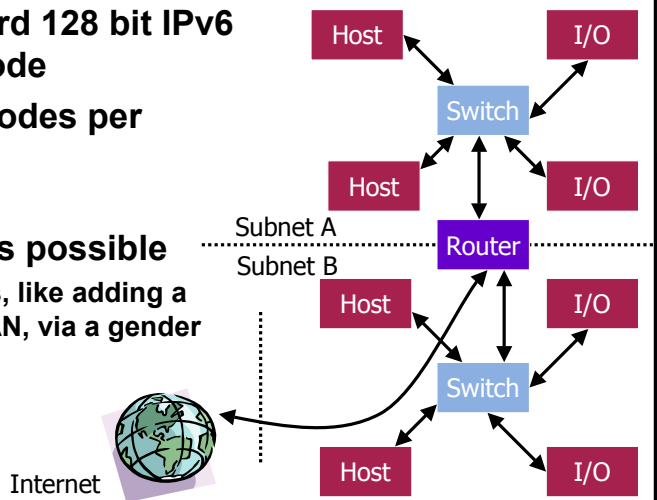 rd 128 bit IPv6
ode
odes per
s possible
s, like adding a
AN, via a gender
Host
I/O
Switch
Host
I/O
Subnet A
Router
Subnet B
Host
I/O
Switch
Host
I/O
Internet